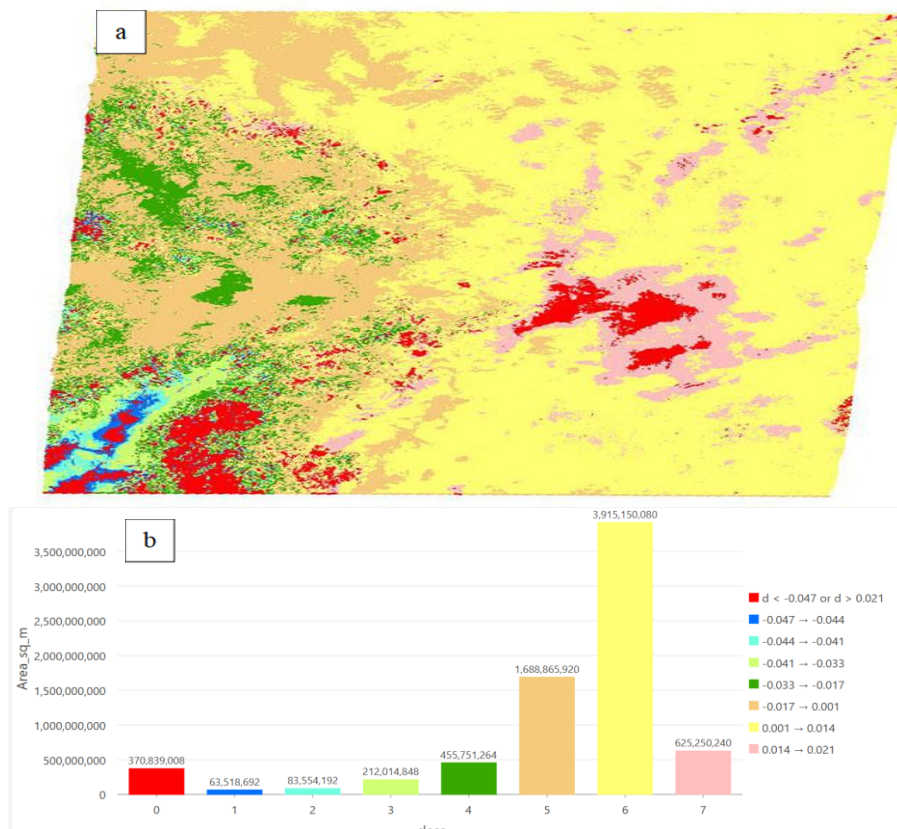 a
b
3,915,150,080
3,500,000,000
3,000,000,000
2,500,000,000
2,000,000,000
1,500,000,000
1,000,000,000
500,000,000
0
Area_sq_m
370,839,008
63,518,692
83,554,192
212,014,848
455,751,264
1,688,865,920
625,250,240
0 1 2 3 4 5 6 7
d < -0.047 or d > 0.021
-0.047 → -0.044
-0.044 → -0.041
-0.041 → -0.033
-0.033 → -0.017
-0.017 → 0.001
0.001 → 0.014
0.014 → 0.021